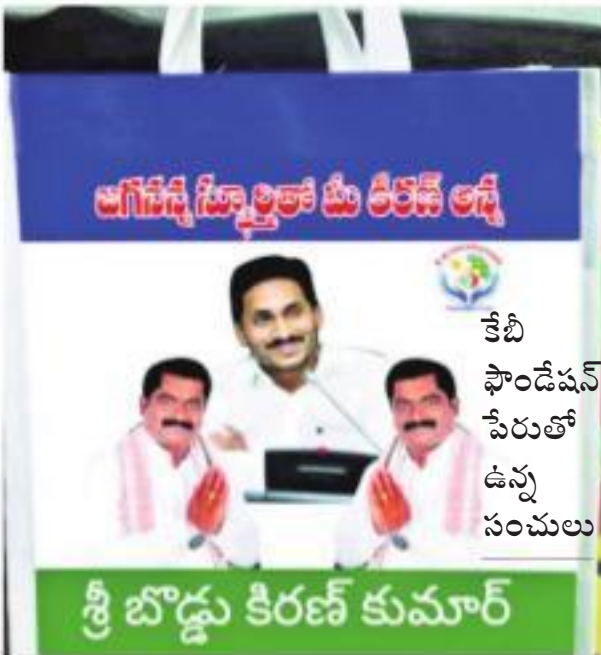 జగనన్న స్ఫూర్తితో మీ కిరణ్ అన్న
కేబీ
ఫౌండేషన్
పేరుతో
ఉన్న
సంచులు
శ్రీ బొడ్డు కిరణ్ కుమార్